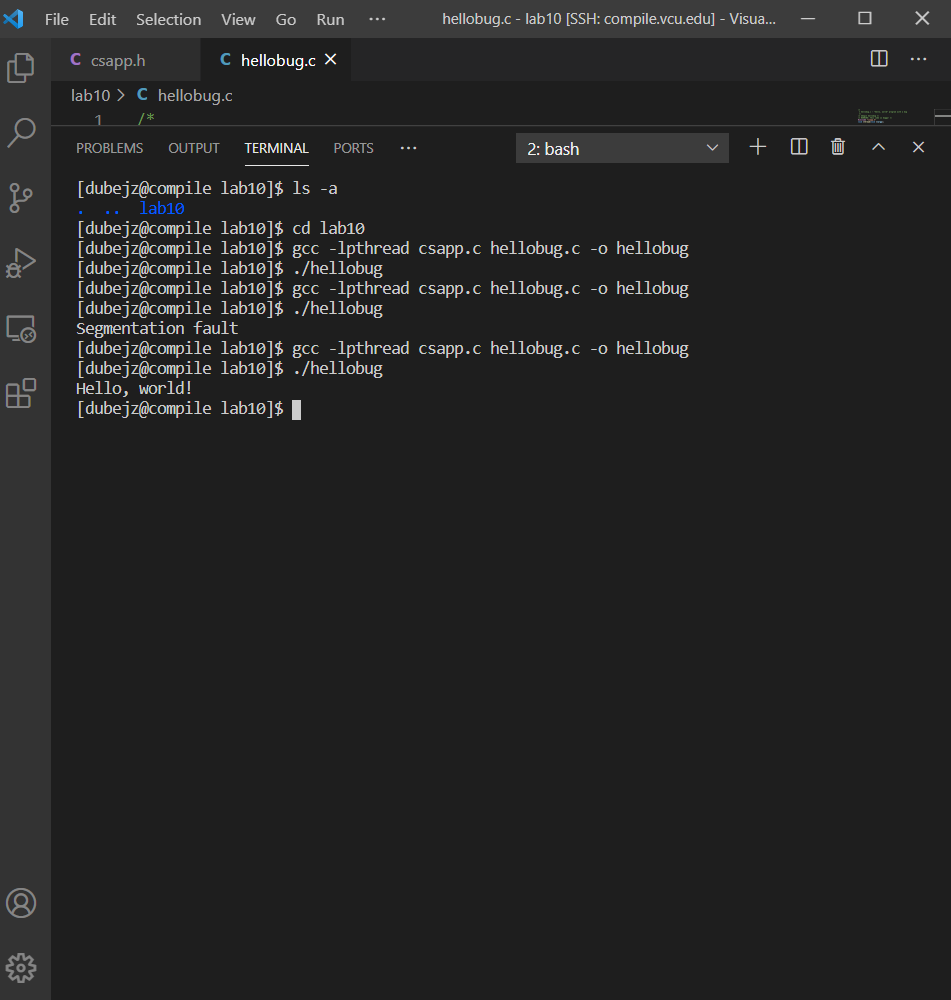 File Edit Selection View Go Run ··· hellobug.c - lab10 [SSH: compile.vcu.edu] - Visua...
C csapp.h C hellobug.c
lab10 > C hellobug.c
1 /*
PROBLEMS OUTPUT TERMINAL PORTS ··· 2: bash
[dubejz@compile lab10]$ ls -a
. .. lab10
[dubejz@compile lab10]$ cd lab10
[dubejz@compile lab10]$ gcc -lpthread csapp.c hellobug.c -o hellobug
[dubejz@compile lab10]$ ./hellobug
[dubejz@compile lab10]$ gcc -lpthread csapp.c hellobug.c -o hellobug
[dubejz@compile lab10]$ ./hellobug
Segmentation fault
[dubejz@compile lab10]$ gcc -lpthread csapp.c hellobug.c -o hellobug
[dubejz@compile lab10]$ ./hellobug
Hello, world!
[dubejz@compile lab10]$